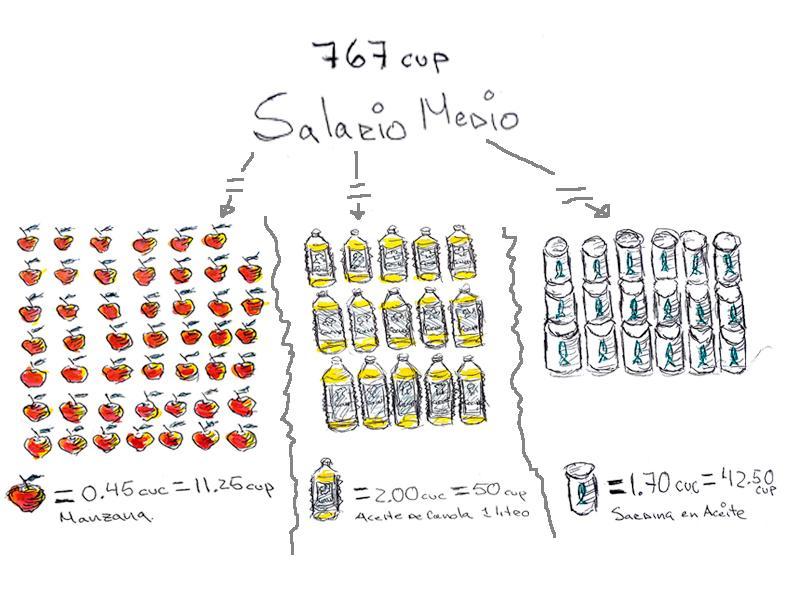 767 cup
Salario Medio
= 0.45 cuc = 11.25 cup
Manzana.
= 2.00 cuc = 50 cup
Aceite de Canola 1 litro
= 1.70 cuc = 42.50 cup
Sardina en Aceite